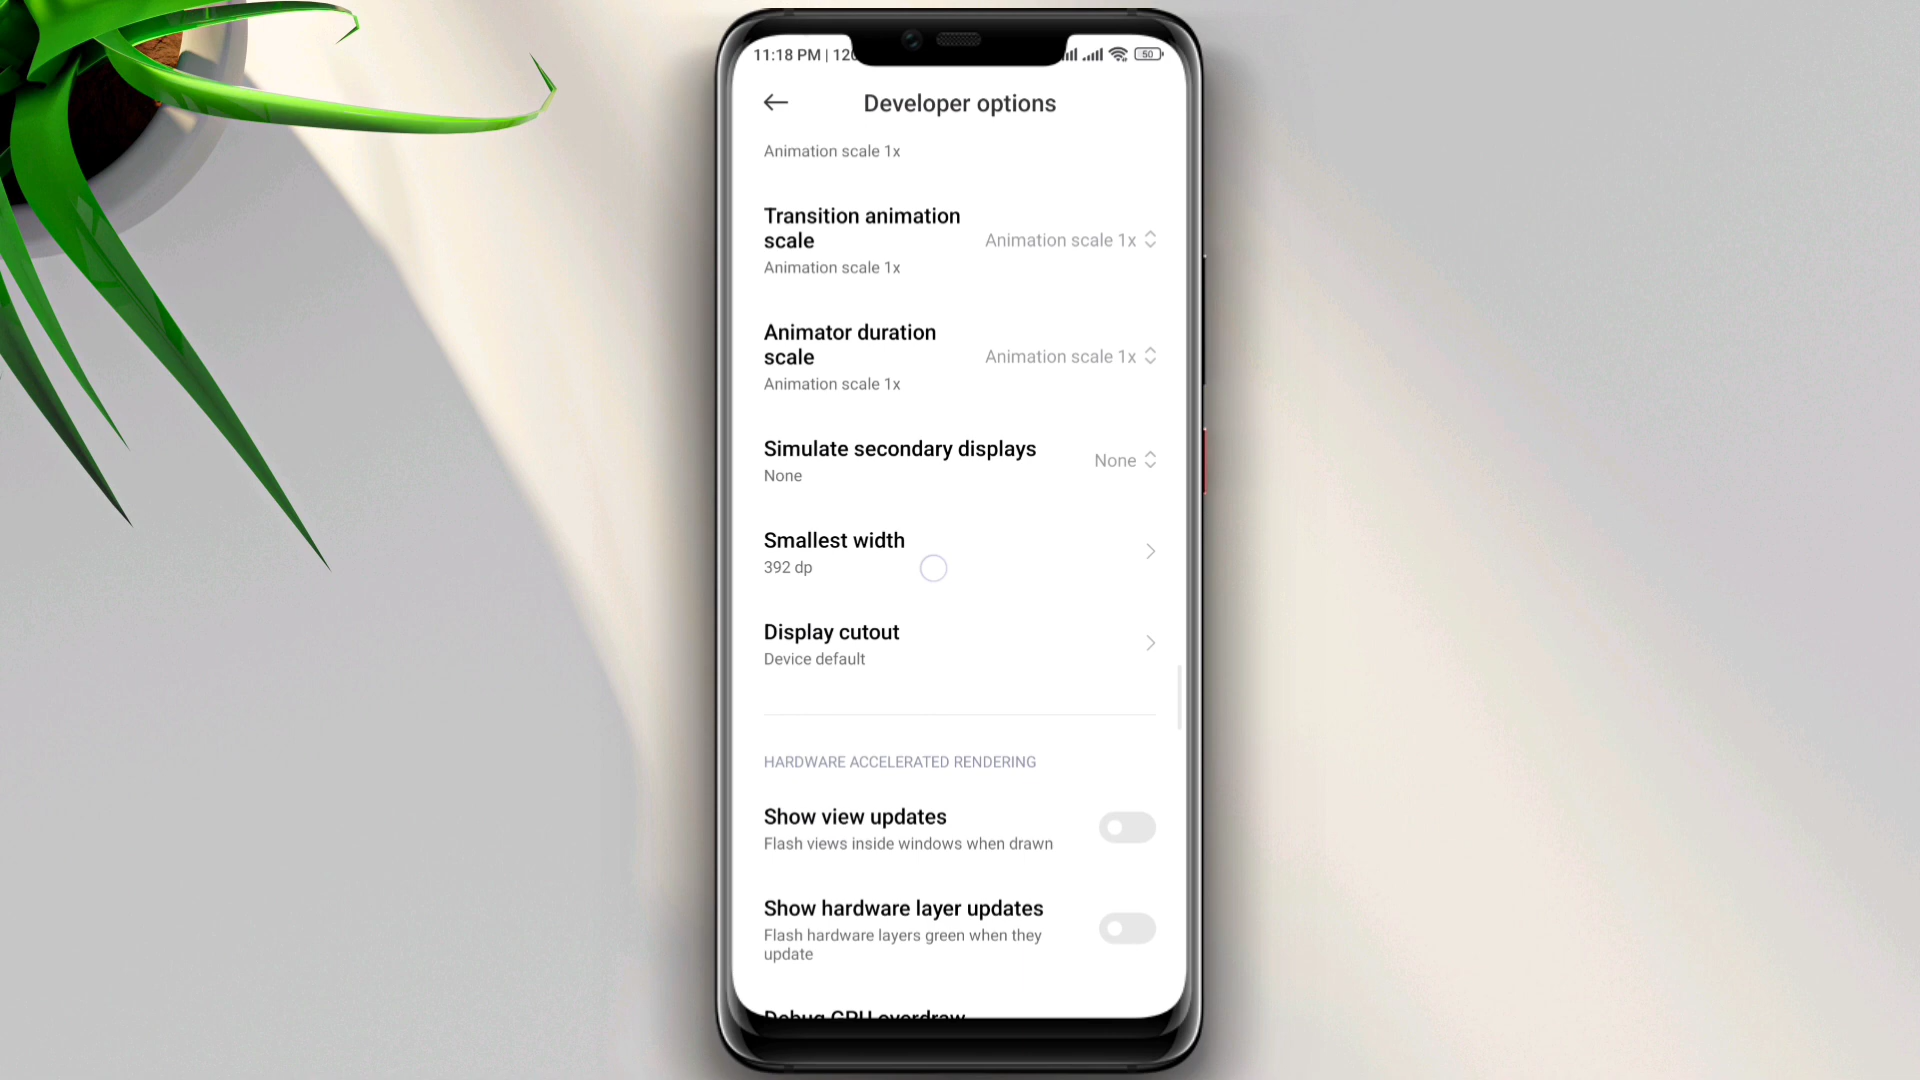 11:18 PM | 120
50
Developer options
Animation scale 1x
Transition animation
scale
Animation scale 1x
Animation scale 1x
Animator duration
scale
Animation scale 1x
Animation scale 1x
Simulate secondary displays
None
None
Smallest width
392 dp
Display cutout
Device default
HARDWARE ACCELERATED RENDERING
Show view updates
Flash views inside windows when drawn
Show hardware layer updates
Flash hardware layers green when they
update
Debug GPU overdraw